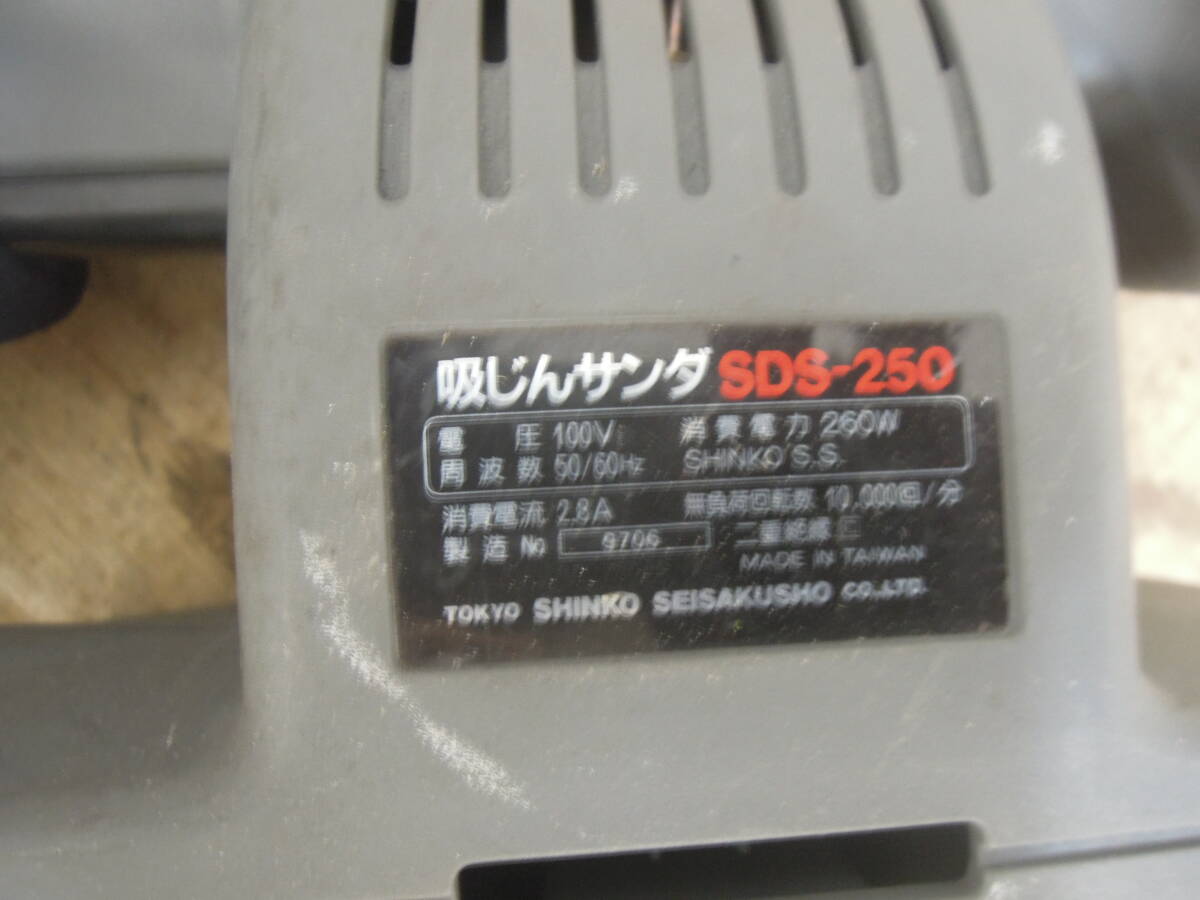 吸じんサンダ SDS-250
電圧 100V 消費電力 260W
周波数 50/60Hz SHINKO S.S.
消費電流 2.8A 無負荷回転数 10,000回/分
製造 No 9706 二重絶縁 回
MADE IN TAIWAN
TOKYO SHINKO SEISAKUSHO CO.,LTD.